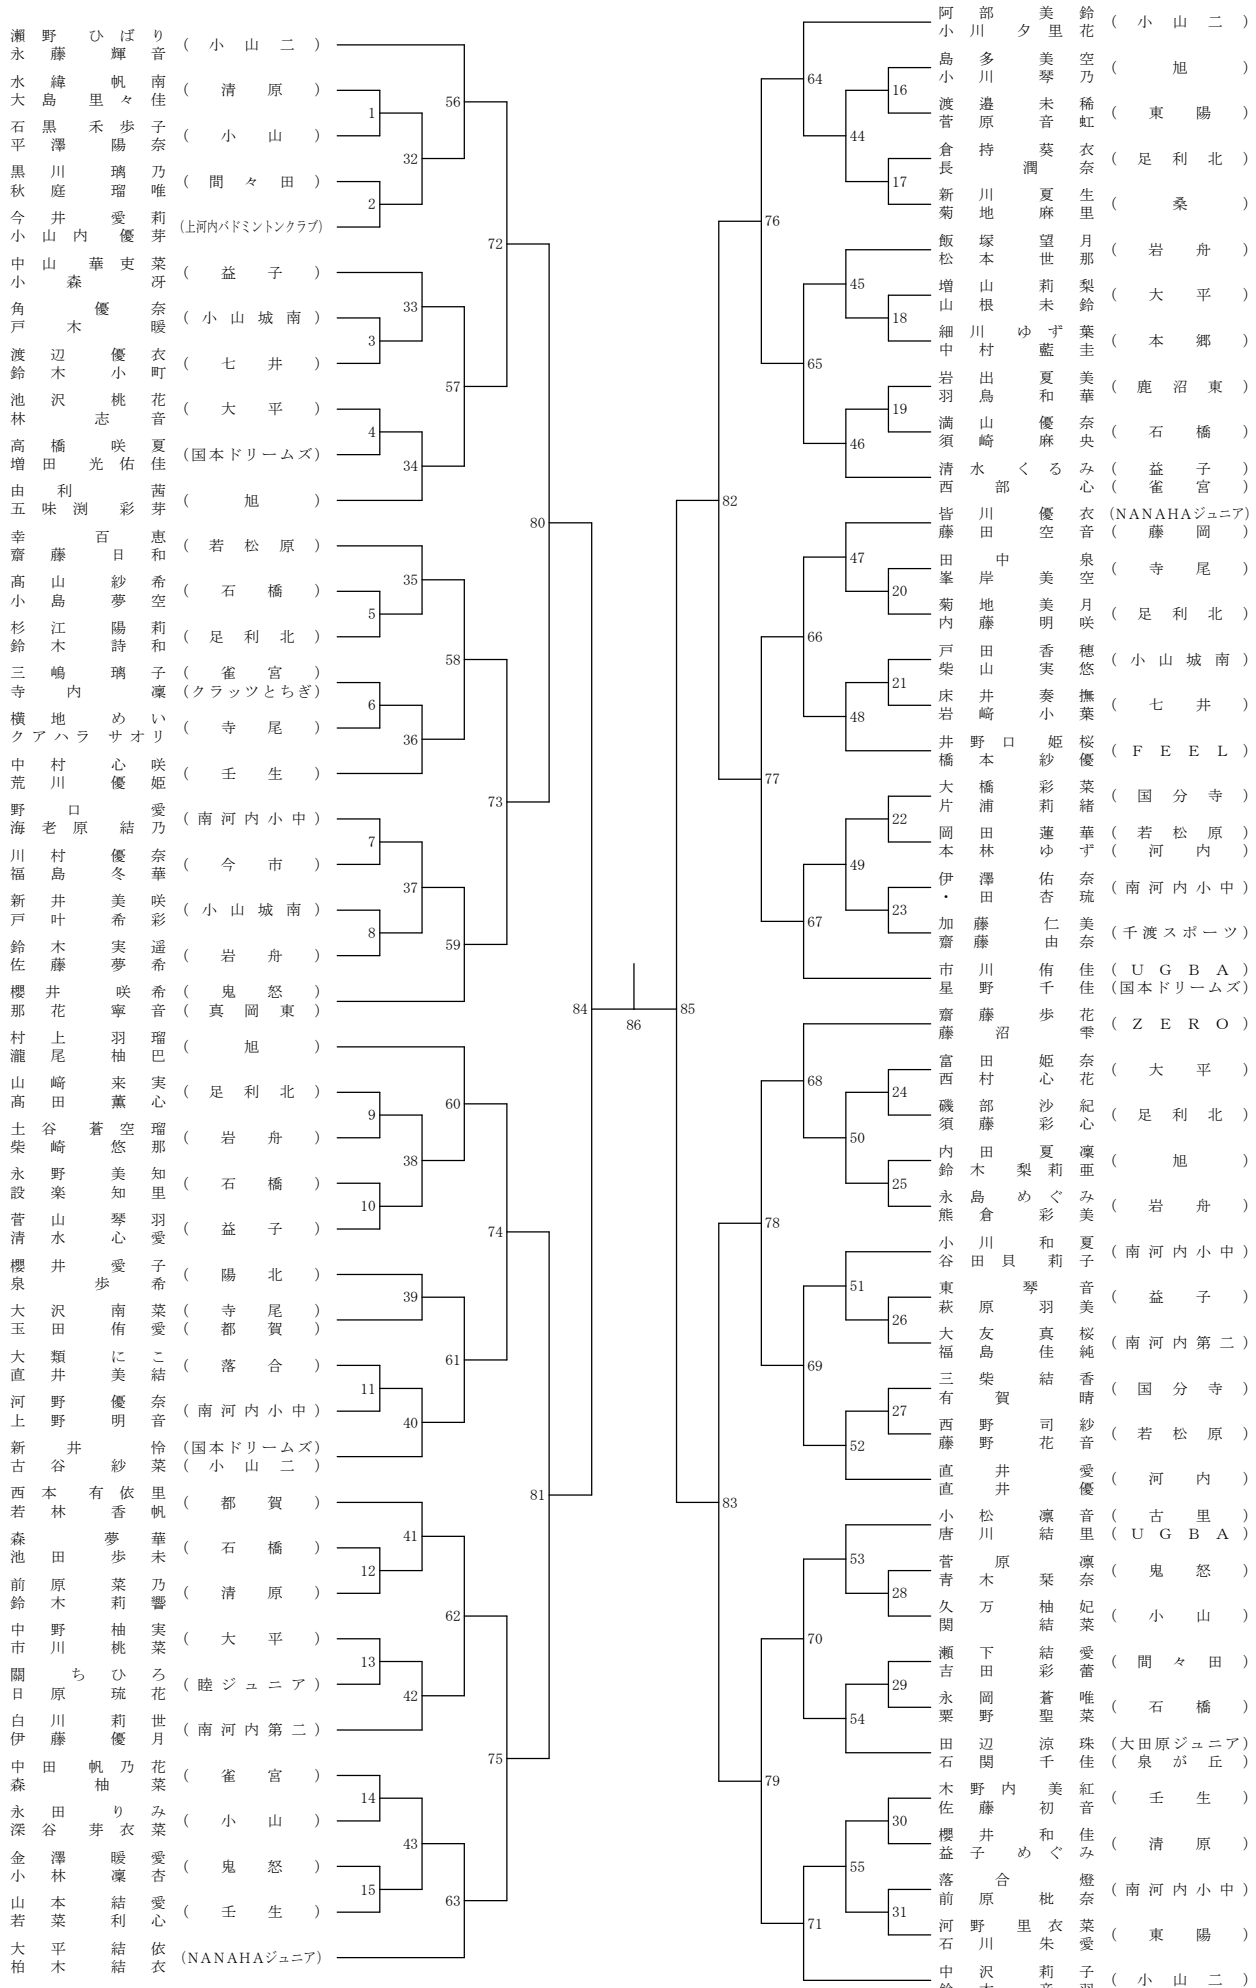 瀬野 ひばり
永藤 輝音 (小山二)
水緯 帆南
大島 里々佳 (清原)
石黒 禾歩子
平澤 陽奈 (小山)
黒川 璃乃
秋庭 瑠唯 (間々田)
今井 愛莉
小山内 優芽 (上河内バドミントンクラブ)
中山 華吏菜
小森 冴 (益子)
角 優奈
戸木 暖 (小山城南)
渡辺 優衣
鈴木 小町 (七井)
池沢 桃花
林 志音 (大平)
高橋 咲夏
増田 光佑佳 (国本ドリームズ)
由利 茜
五味渕 彩芽 (旭)
幸 百恵
齋藤 日和 (若松原)
髙山 紗希
小島 夢空 (石橋)
杉江 陽莉
鈴木 詩和 (足利北)
三嶋 璃子 (雀宮)
寺内 凜 (クラッツとちぎ)
横地 めい
クアハラ サオリ (寺尾)
中村 心咲
荒川 優姫 (壬生)
野口 愛
海老原 結乃 (南河内小中)
川村 優奈
福島 冬華 (今市)
新井 美咲
戸叶 希彩 (小山城南)
鈴木 実遥
佐藤 夢希 (岩舟)
櫻井 咲希 (鬼怒)
那花 寧音 (真岡東)
村上 羽瑠
瀧尾 柚巴 (旭)
山﨑 来実
髙田 薫心 (足利北)
土谷 蒼空瑠
柴崎 悠那 (岩舟)
永野 美知
設楽 知里 (石橋)
菅山 琴羽
清水 心愛 (益子)
櫻井 愛子
泉 歩希 (陽北)
大沢 南菜 (寺尾)
玉田 侑愛 (都賀)
大類 にこ
直井 美結 (落合)
河野 優奈
上野 明音 (南河内小中)
新井 怜 (国本ドリームズ)
古谷 紗菜 (小山二)
西本 有依里
若林 香帆 (都賀)
森 夢華
池田 歩未 (石橋)
前原 菜乃
鈴木 莉響 (清原)
中野 柚実
市川 桃菜 (大平)
關 ちひろ
日原 琉花 (睦ジュニア)
白川 莉世
伊藤 優月 (南河内第二)
中田 帆乃花
森 柚菜 (雀宮)
永田 りみ
深谷 芽衣菜 (小山)
金澤 暖愛
小林 凜杏 (鬼怒)
山本 結愛
若菜 利心 (壬生)
大平 結依
柏木 結衣 (NANAHAジュニア)
1
2
3
4
5
6
7
8
9
10
11
12
13
14
15
32
33
34
35
36
37
38
39
40
41
42
43
56
57
58
59
60
61
62
63
72
73
74
75
80
81
84
86
85
82
83
76
77
78
79
64
65
66
67
68
69
70
71
44
45
46
47
48
49
50
51
52
53
54
55
16
17
18
19
20
21
22
23
24
25
26
27
28
29
30
31
阿部 美鈴
小川 夕里花 (小山二)
島多 美空
小川 琴乃 (旭)
渡邉 未稀
菅原 音虹 (東陽)
倉持 葵衣
長 潤奈 (足利北)
新川 夏生
菊地 麻里 (桑)
飯塚 望月
松本 世那 (岩舟)
増山 莉梨
山根 未鈴 (大平)
細川 ゆず葉
中村 藍圭 (本郷)
岩出 夏美
羽鳥 和華 (鹿沼東)
満山 優奈
須崎 麻央 (石橋)
清水 くるみ (益子)
西部 心 (雀宮)
皆川 優衣 (NANAHAジュニア)
藤田 空音 (藤岡)
田中 泉
峯岸 美空 (寺尾)
菊地 美月
内藤 明咲 (足利北)
戸田 香穂
柴山 実悠 (小山城南)
床井 奏撫
岩﨑 小葉 (七井)
井野口 姫桜
橋本 紗優 (FEEL)
大橋 彩菜
片浦 莉緒 (国分寺)
岡田 蓮華 (若松原)
本林 ゆず (河内)
伊澤 佑奈
・田 杏琉 (南河内小中)
加藤 仁美
齋藤 由奈 (千渡スポーツ)
市川 侑佳 (UGBA)
星野 千佳 (国本ドリームズ)
齋藤 歩花
藤沼 雫 (ZERO)
富田 姫奈
西村 心花 (大平)
磯部 沙紀
須藤 彩心 (足利北)
内田 夏凜
鈴木 梨莉亜 (旭)
永島 めぐみ
熊倉 彩美 (岩舟)
小川 和夏
谷田貝 莉子 (南河内小中)
東 琴音
萩原 羽美 (益子)
大友 真桜
福島 佳純 (南河内第二)
三柴 結香
有賀 晴 (国分寺)
西野 司紗
藤野 花音 (若松原)
直井 愛
直井 優 (河内)
小松 凛音 (古里)
唐川 結里 (UGBA)
菅原 凛
青木 栞奈 (鬼怒)
久万 柚妃
関 結菜 (小山)
瀬下 結愛
吉田 彩蕾 (間々田)
永岡 蒼唯
粟野 聖菜 (石橋)
田辺 涼珠 (大田原ジュニア)
石関 千佳 (泉が丘)
木野内 美紅
佐藤 初音 (壬生)
櫻井 和佳
益子 めぐみ (清原)
落合 燈
前原 枇奈 (南河内小中)
河野 里衣菜
石川 朱愛 (東陽)
中沢 莉子
(小山二)